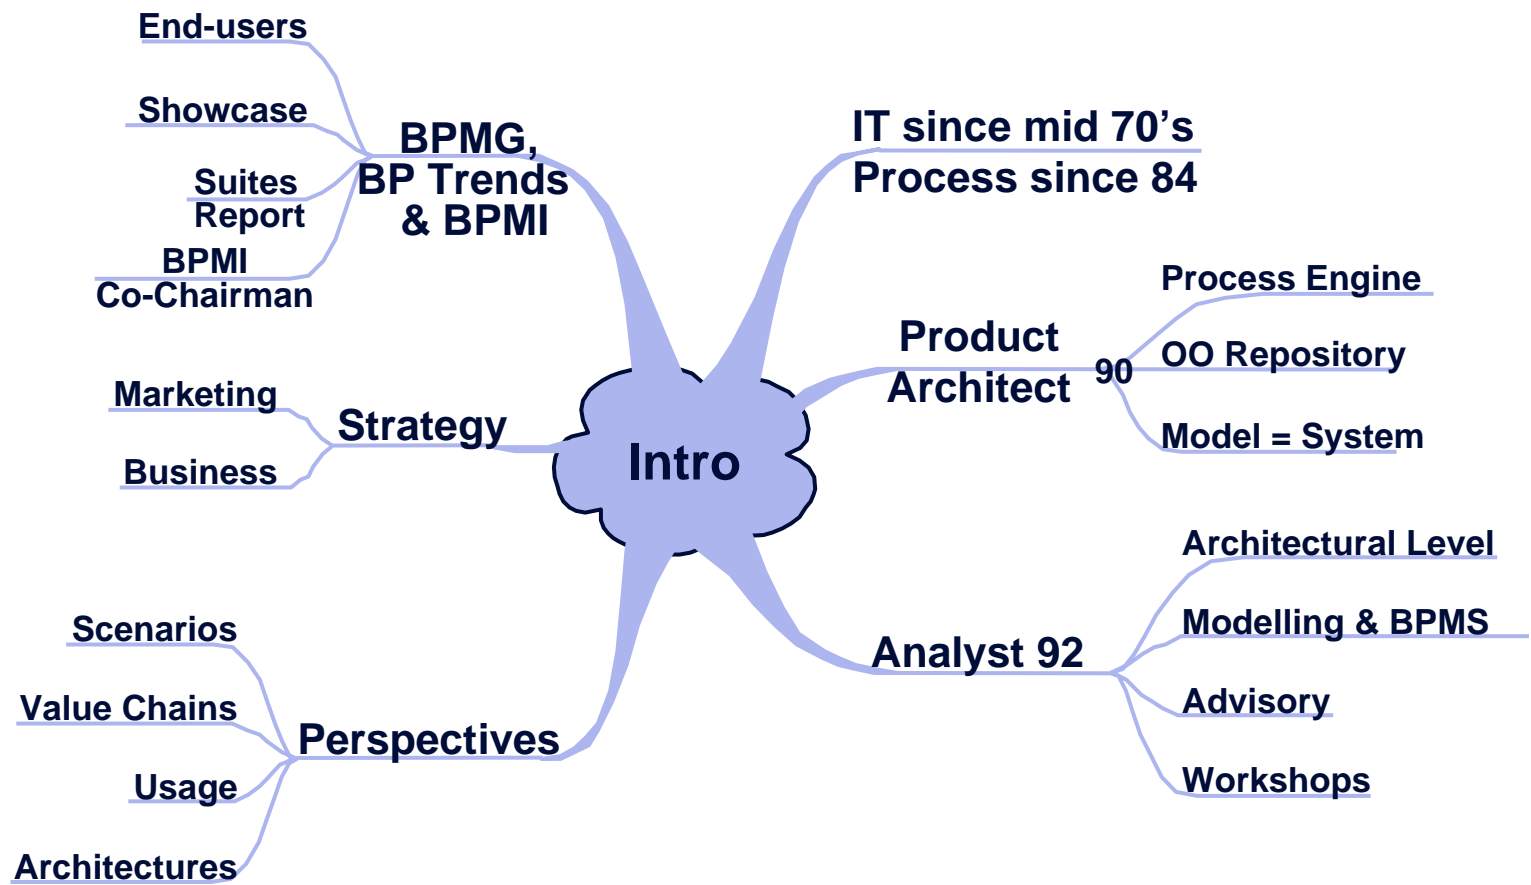 End-users
Showcase
Suites
Report
BPMI
Co-Chairman
BPMG,
BP Trends
& BPMI
Marketing
Business
Strategy
Scenarios
Value Chains
Usage
Architectures
Perspectives
Intro
IT since mid 70’s
Process since 84
Product
Architect
90
Process Engine
OO Repository
Model = System
Analyst 92
Architectural Level
Modelling & BPMS
Advisory
Workshops